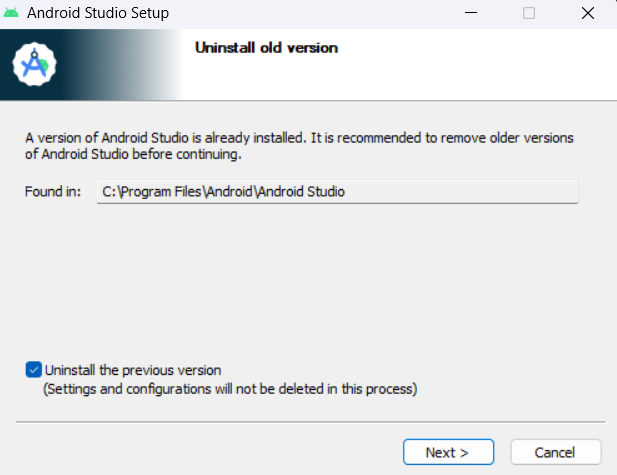 Android Studio Setup
Uninstall old version
A version of Android Studio is already installed. It is recommended to remove older versions
of Android Studio before continuing.
Found in: C:\Program Files\Android\Android Studio
Uninstall the previous version
(Settings and configurations will not be deleted in this process)
Next > Cancel